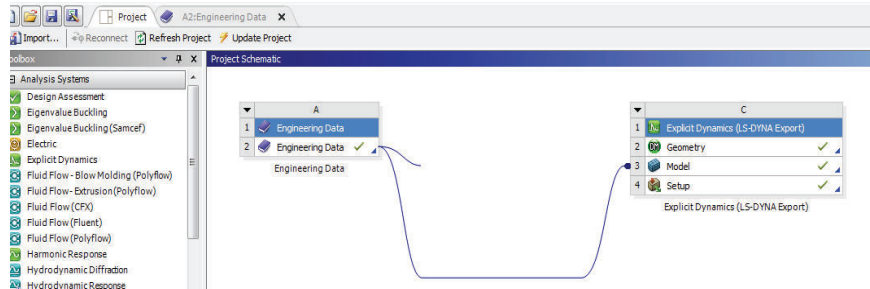 Project
A2:Engineering Data
Import...
Reconnect
Refresh Project
Update Project
oolbox
Project Schematic
Analysis Systems
Design Assessment
Eigenvalue Buckling
Eigenvalue Buckling (Samcef)
Electric
Explicit Dynamics
Fluid Flow - Blow Molding (Polyflow)
Fluid Flow - Extrusion (Polyflow)
Fluid Flow (CFX)
Fluid Flow (Fluent)
Fluid Flow (Polyflow)
Harmonic Response
Hydrodynamic Diffraction
Hydrodynamic Response
A
1 Engineering Data
2 Engineering Data
Engineering Data
C
1 Explicit Dynamics (LS-DYNA Export)
2 Geometry
3 Model
4 Setup
Explicit Dynamics (LS-DYNA Export)